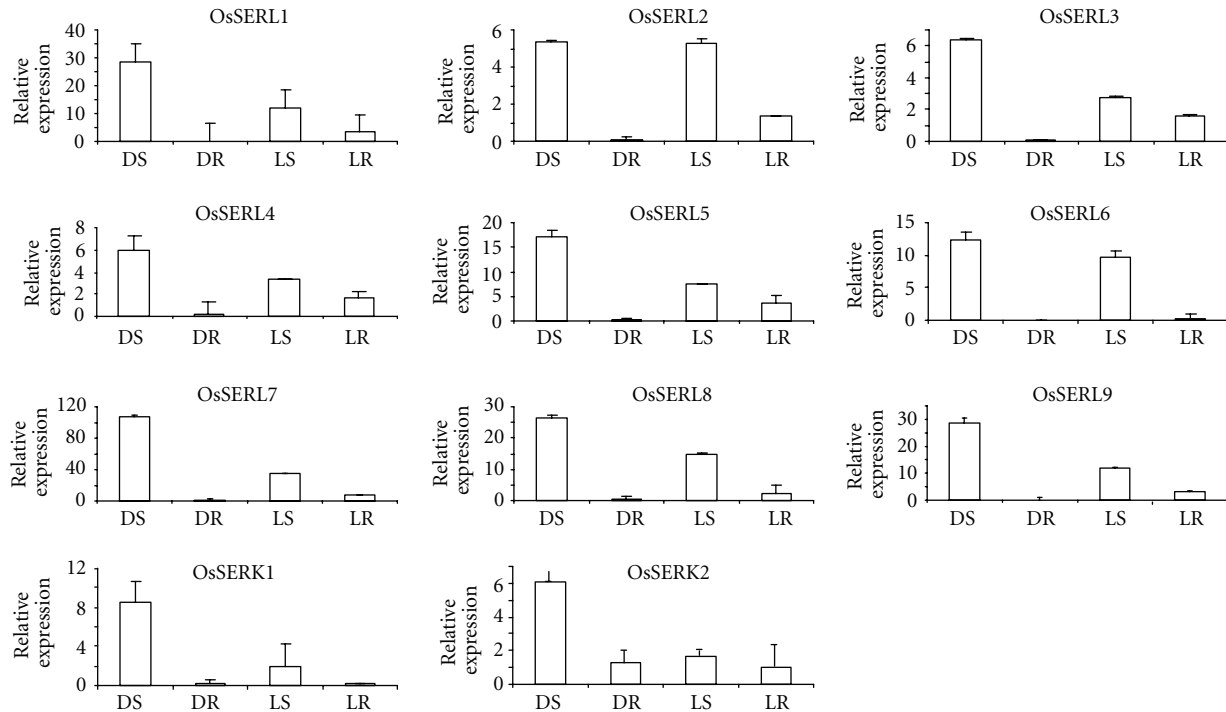 OsSERL1
Relative
expression
40
30
20
10
0
DS DR LS LR
OsSERL2
Relative
expression
6
4
2
0
DS DR LS LR
OsSERL3
Relative
expression
6
4
2
0
DS DR LS LR
OsSERL4
Relative
expression
8
6
4
2
0
DS DR LS LR
OsSERL5
Relative
expression
20
15
10
5
0
DS DR LS LR
OsSERL6
Relative
expression
15
10
5
0
DS DR LS LR
OsSERL7
Relative
expression
120
80
40
0
DS DR LS LR
OsSERL8
Relative
expression
30
20
10
0
DS DR LS LR
OsSERL9
Relative
expression
30
20
10
0
DS DR LS LR
OsSERK1
Relative
expression
12
8
4
0
DS DR LS LR
OsSERK2
Relative
expression
6
4
2
0
DS DR LS LR